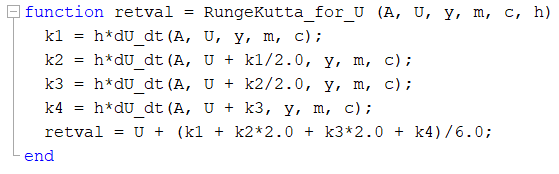 function retval = RungeKutta_for_U (A, U, y, m, c, h)
k1 = h*dU_dt(A, U, y, m, c);
k2 = h*dU_dt(A, U + k1/2.0, y, m, c);
k3 = h*dU_dt(A, U + k2/2.0, y, m, c);
k4 = h*dU_dt(A, U + k3, y, m, c);
retval = U + (k1 + k2*2.0 + k3*2.0 + k4)/6.0;
end